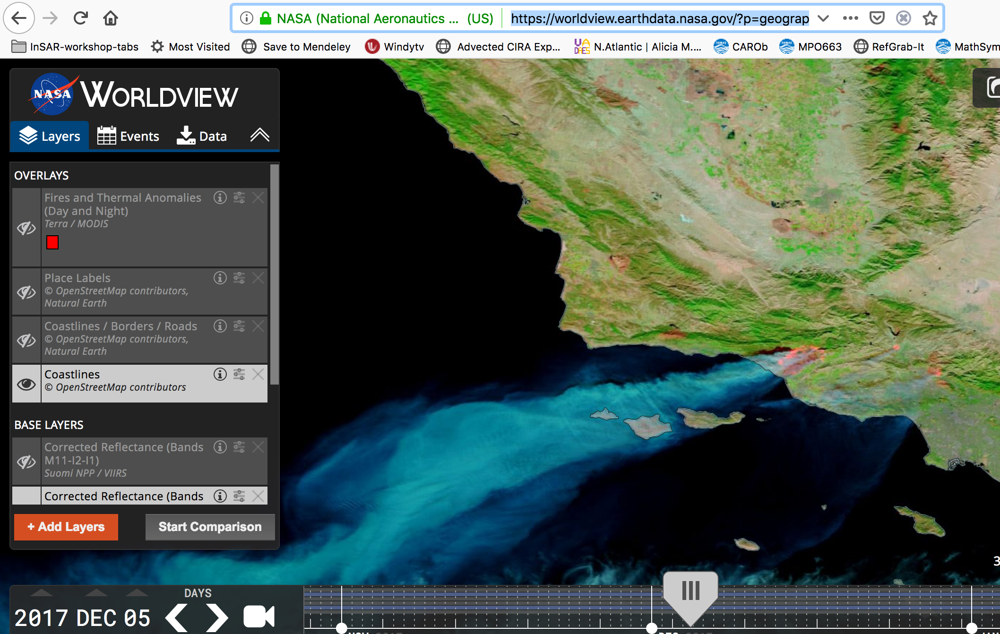 NASA (National Aeronautics ... (US) https://worldview.earthdata.nasa.gov/?p=geograp
InSAR-workshop-tabs Most Visited Save to Mendeley Windytv Advected CIRA Exp... N.Atlantic | Alicia M.... CAROb MPO663 RefGrab-It MathSym
NASA WORLDVIEW
Layers Events Data
OVERLAYS
Fires and Thermal Anomalies
(Day and Night)
Terra / MODIS
Place Labels
© OpenStreetMap contributors,
Natural Earth
Coastlines / Borders / Roads
© OpenStreetMap contributors,
Natural Earth
Coastlines
© OpenStreetMap contributors
BASE LAYERS
Corrected Reflectance (Bands
M11-I2-I1)
Suomi NPP / VIIRS
Corrected Reflectance (Bands
+ Add Layers Start Comparison
3
DAYS
2017 DEC 05
NOV 2017 DEC 2017